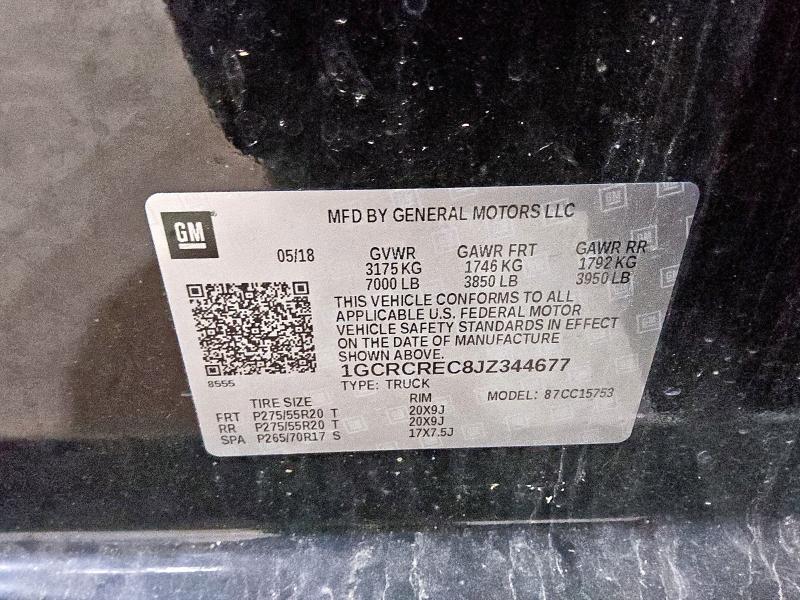 GM
MFD BY GENERAL MOTORS LLC
05/18 GVWR GAWR FRT GAWR RR
3175 KG 1746 KG 1792 KG
7000 LB 3850 LB 3950 LB
THIS VEHICLE CONFORMS TO ALL
APPLICABLE U.S. FEDERAL MOTOR
VEHICLE SAFETY STANDARDS IN EFFECT
ON THE DATE OF MANUFACTURE
SHOWN ABOVE.
1GCRCREC8JZ344677
8555 TYPE: TRUCK
TIRE SIZE RIM MODEL: 87CC15753
FRT P275/55R20 T 20X9J
RR P275/55R20 T 20X9J
SPA P265/70R17 S 17X7.5J